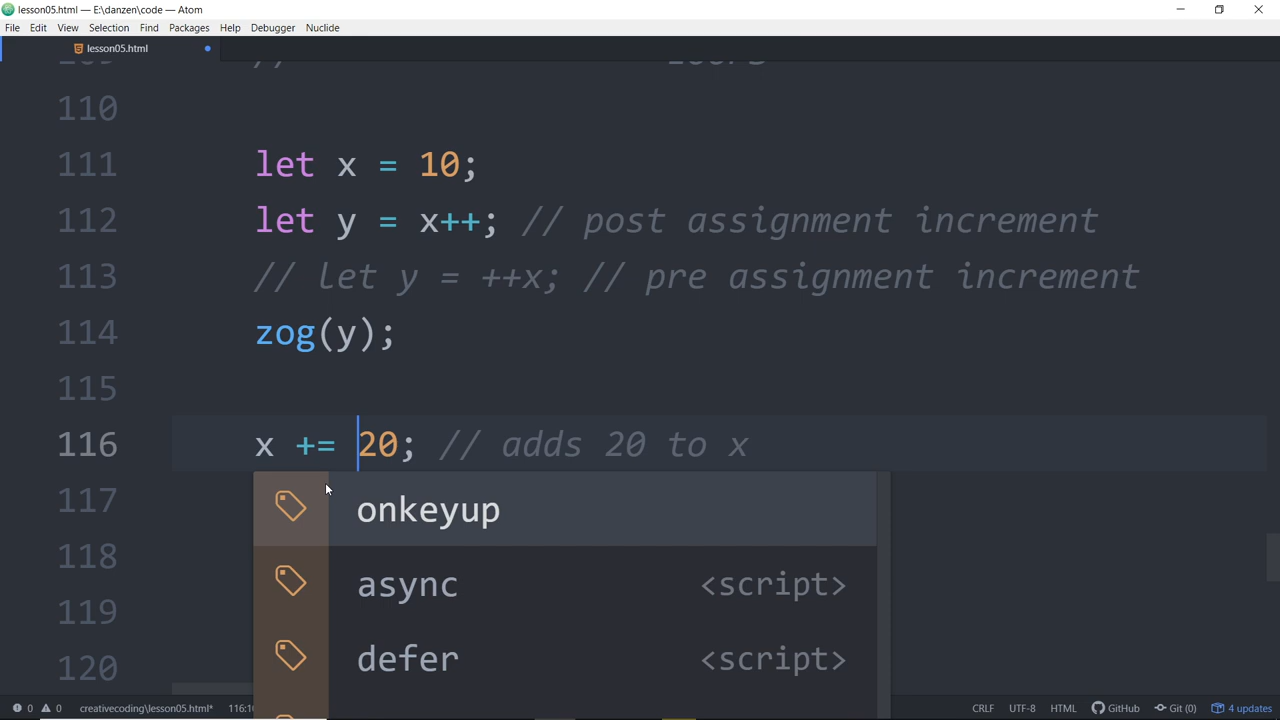 lesson05.html — E:\danzen\code — Atom
File Edit View Selection Find Packages Help Debugger Nuclide
lesson05.html
110
111 let x = 10;
112 let y = x++; // post assignment increment
113 // let y = ++x; // pre assignment increment
114 zog(y);
115
116 x += 20; // adds 20 to x
117 onkeyup
118 async <script>
119
120 defer <script>
0 0 creativecoding\lesson05.html* CRLF UTF-8 HTML GitHub Git (0) 4 updates